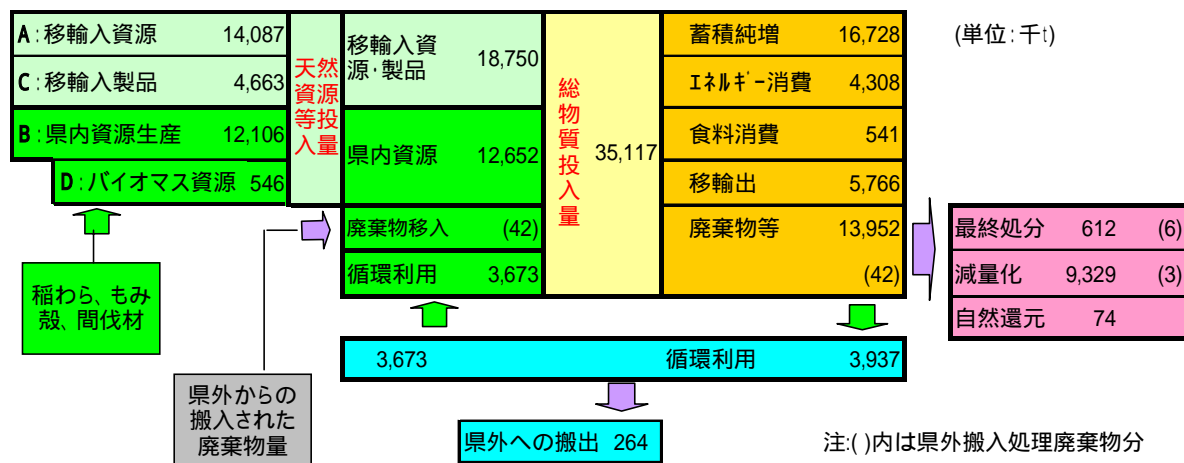 A:移輸入資源 14,087
C:移輸入製品 4,663
B:県内資源生産 12,106
D:バイオマス資源 546
天然
資源
等投
入量
移輸入資
源・製品 18,750
県内資源 12,652
廃棄物移入 (42)
循環利用 3,673
総物質投入量 35,117
蓄積純増 16,728
エネルギー消費 4,308
食料消費 541
移輸出 5,766
廃棄物等 13,952
(42)
(単位:千t)
最終処分 612 (6)
減量化 9,329 (3)
自然還元 74
稲わら、もみ
殻、間伐材
県外からの
搬入された
廃棄物量
3,673 循環利用 3,937
県外への搬出 264
注:( )内は県外搬入処理廃棄物分